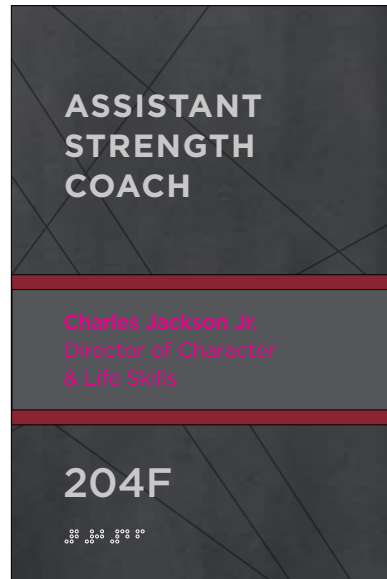 ASSISTANT
STRENGTH
COACH
Charles Jackson Jr.
Director of Character
& Life Skills
204F